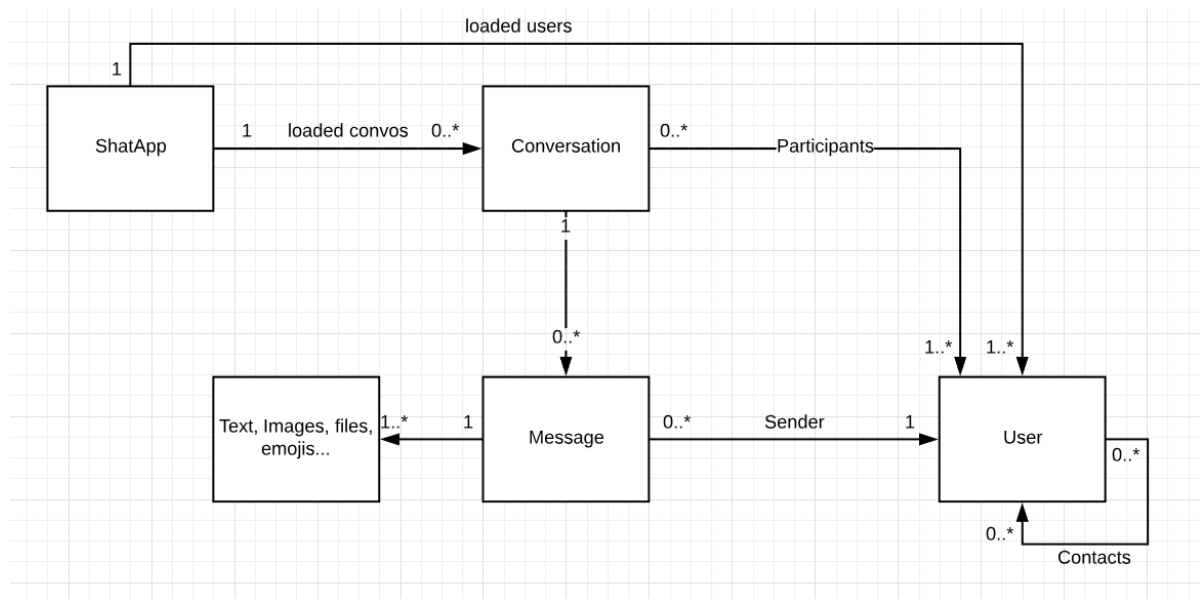 loaded users
1
ShatApp
1 loaded convos 0..*
Conversation
0..*
Participants
1
0..*
1..*
1..*
Text, Images, files,
emojis...
1..*
1
Message
0..*
Sender
1
User
0..*
0..*
Contacts